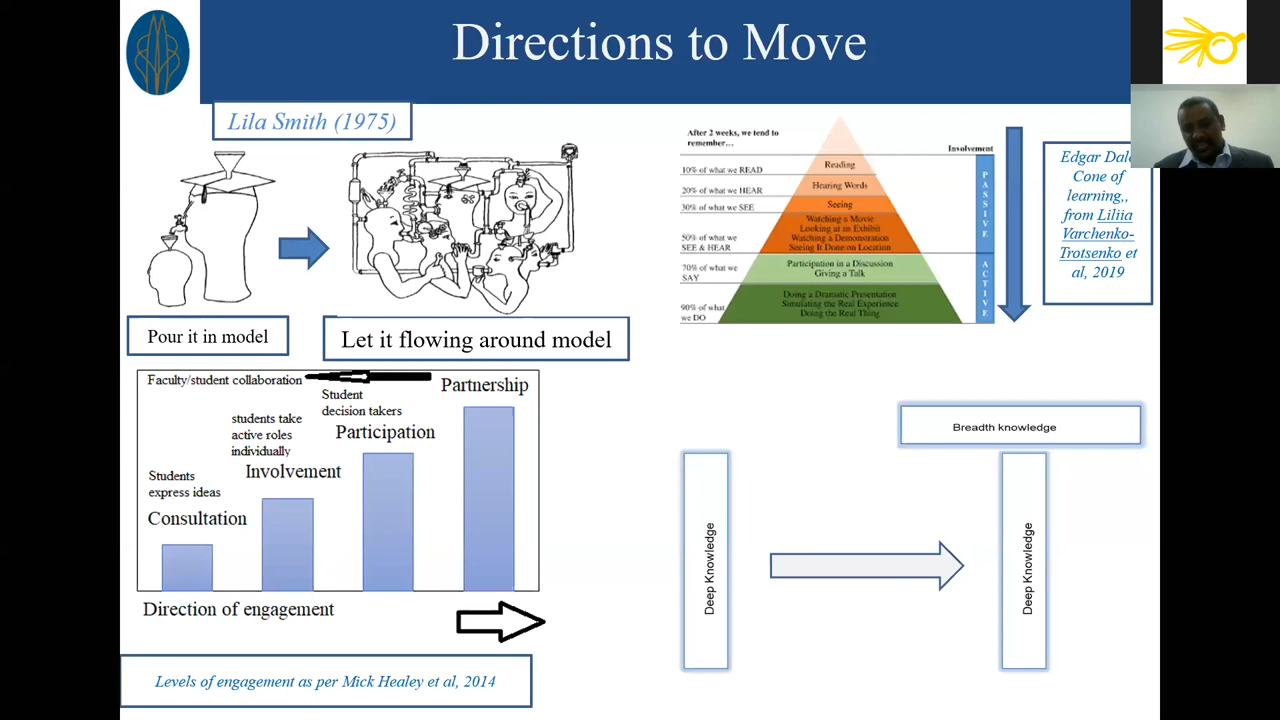 Directions to Move
Lila Smith (1975)
Pour it in model
Let it flowing around model
After 2 weeks, we tend to
remember…
Involvement
10% of what we READ
20% of what we HEAR
30% of what we SEE
50% of what we
SEE & HEAR
70% of what we
SAY
90% of what
we DO
Reading
Hearing Words
Seeing
Watching a Movie
Looking at an Exhibit
Watching a Demonstration
Seeing It Done on Location
Participation in a Discussion
Giving a Talk
Doing a Dramatic Presentation
Simulating the Real Experience
Doing the Real Thing
PASSIVE
ACTIVE
Edgar Dale
Cone of
learning,,
from Liliia
Varchenko-
Trotsenko et
al, 2019
Faculty/student collaboration
Partnership
Student
decision takers
Participation
students take
active roles
individually
Involvement
Students
express ideas
Consultation
Direction of engagement
Levels of engagement as per Mick Healey et al, 2014
Breadth knowledge
Deep Knowledge
Deep Knowledge